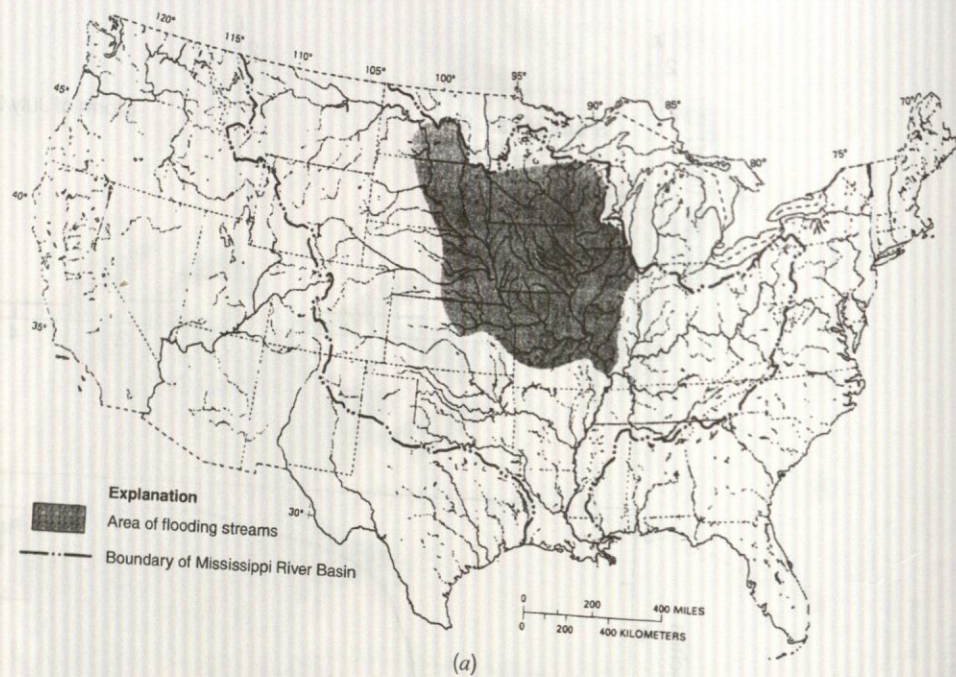 120°
115°
110°
105°
100°
95°
90°
85°
80°
75°
70°
45°
40°
35°
30°
Explanation
Area of flooding streams
Boundary of Mississippi River Basin
0 200 400 MILES
0 200 400 KILOMETERS
(a)